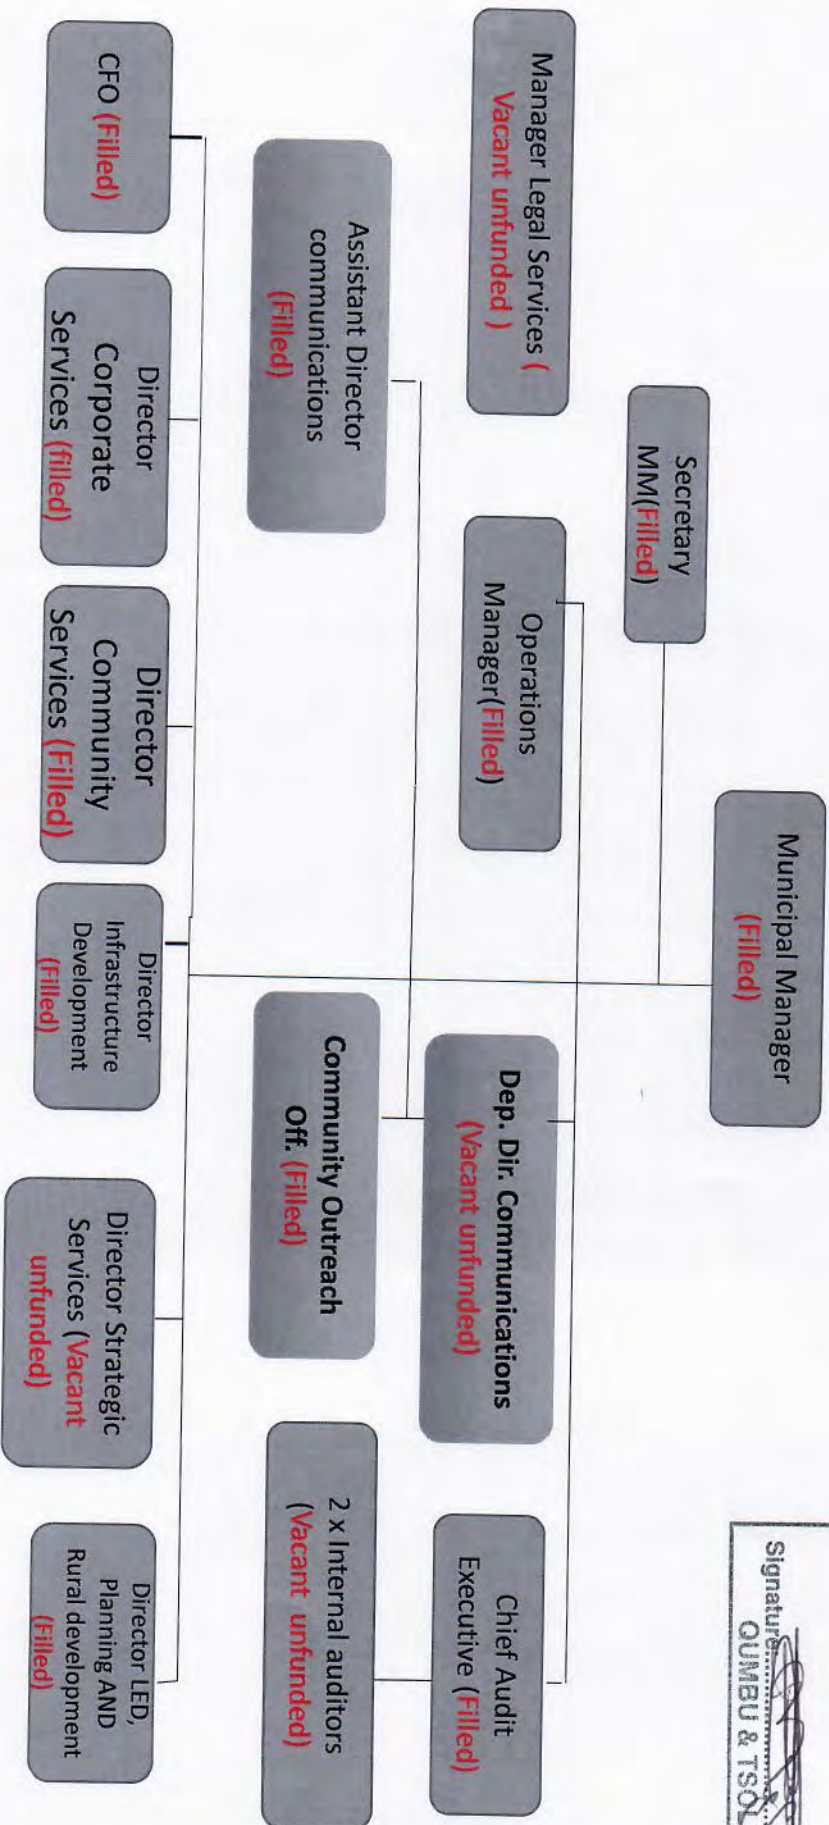 Signature
QUMBU & TSOL
Municipal Manager
(Filled)
Secretary
MM(Filled)
Manager Legal Services (
Vacant unfunded )
Operations
Manager(Filled)
Dep. Dir. Communications
(Vacant unfunded)
Chief Audit
Executive (Filled)
Assistant Director
communications
(Filled)
Community Outreach
Off. (Filled)
2 x Internal auditors
(Vacant unfunded)
CFO (Filled)
Director
Corporate
Services (filled)
Director
Community
Services (Filled)
Director
Infrastructure
Development
(Filled)
Director Strategic
Services (Vacant
unfunded)
Director LED,
Planning AND
Rural development
(Filled)